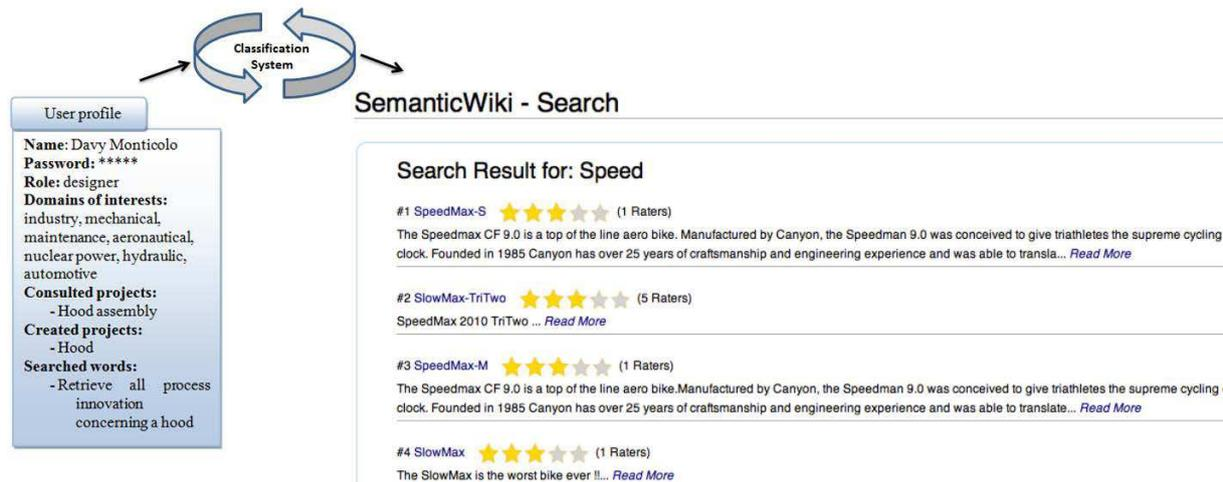 Classification
System
User profile
Name: Davy Monticolo
Password: *****
Role: designer
Domains of interests:
industry, mechanical,
maintenance, aeronautical,
nuclear power, hydraulic,
automotive
Consulted projects:
- Hood assembly
Created projects:
- Hood
Searched words:
- Retrieve all process
innovation
concerning a hood
SemanticWiki - Search
Search Result for: Speed
#1 SpeedMax-S (1 Raters)
The Speedmax CF 9.0 is a top of the line aero bike. Manufactured by Canyon, the Speedman 9.0 was conceived to give triathletes the supreme cycling
clock. Founded in 1985 Canyon has over 25 years of craftsmanship and engineering experience and was able to transla... Read More
#2 SlowMax-TriTwo (5 Raters)
SpeedMax 2010 TriTwo ... Read More
#3 SpeedMax-M (1 Raters)
The Speedmax CF 9.0 is a top of the line aero bike.Manufactured by Canyon, the Speedman 9.0 was conceived to give triathletes the supreme cycling
clock. Founded in 1985 Canyon has over 25 years of craftsmanship and engineering experience and was able to translate... Read More
#4 SlowMax (1 Raters)
The SlowMax is the worst bike ever !!... Read More